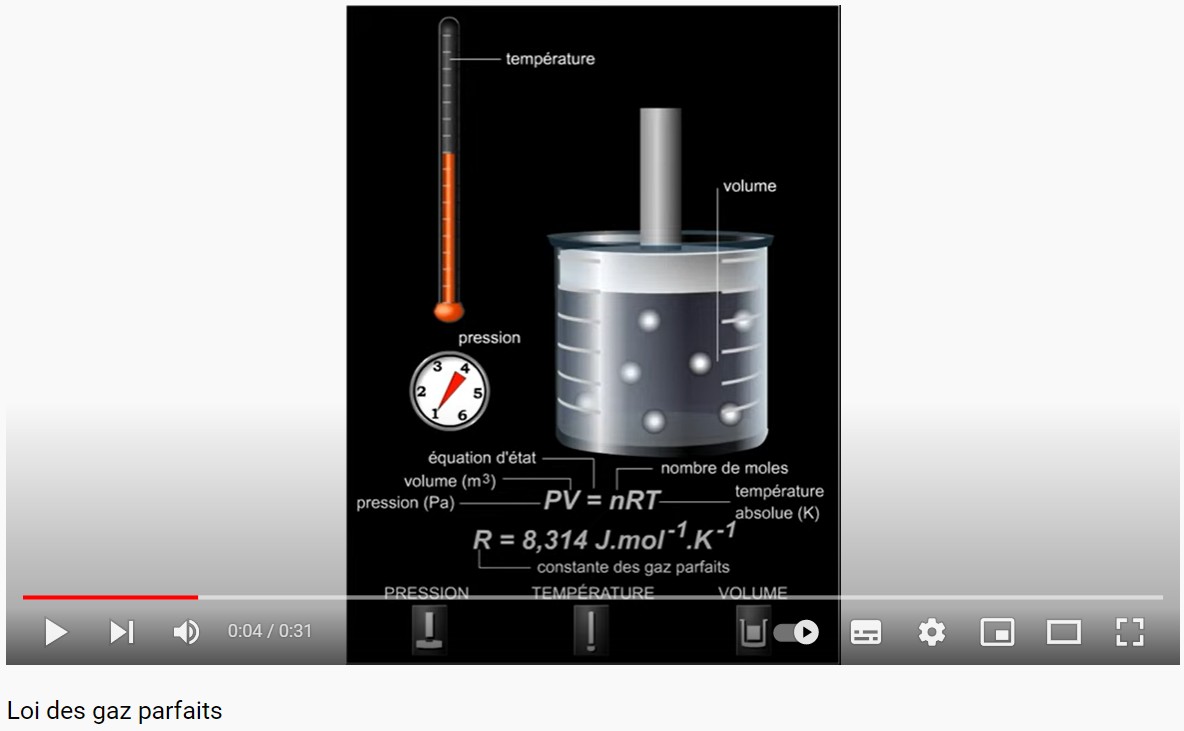 température
volume
pression
3 4
2 5
1 6
équation d'état
nombre de moles
volume (m³)
pression (Pa)
PV = nRT
température
absolue (K)
R = 8,314 J.mol⁻¹.K⁻¹
constante des gaz parfaits
PRESSION TEMPÉRATURE VOLUME
0:04 / 0:31
Loi des gaz parfaits